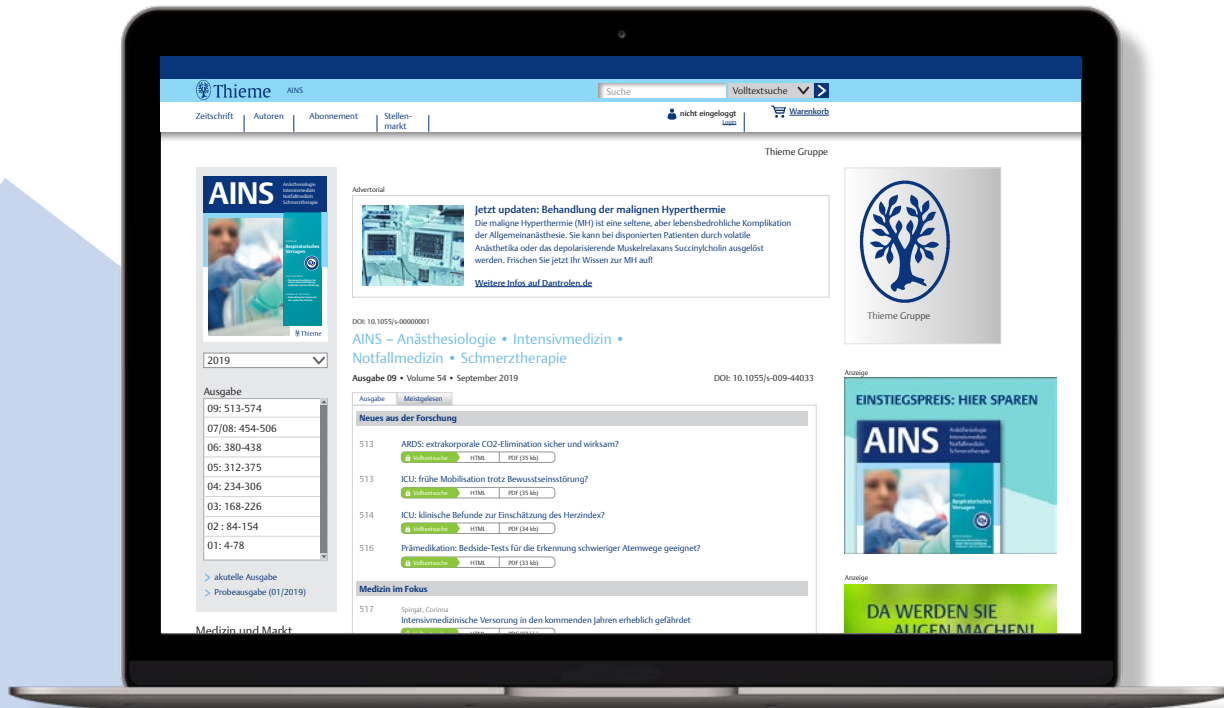 Thieme AINS
Suche
Volltextsuche
Zeitschrift
Autoren
Abonnement
Stellen-
markt
nicht eingeloggt
Login
Warenkorb
Thieme Gruppe
AINS
Anästhesiologie
Intensivmedizin
Notfallmedizin
Schmerztherapie
Respiratorisches
Versagen
Thieme
2019
Ausgabe
09: 513-574
07/08: 454-506
06: 380-438
05: 312-375
04: 234-306
03: 168-226
02 : 84-154
01: 4-78
> akutelle Ausgabe
> Probeausgabe (01/2019)
Medizin und Markt
Advertorial
Jetzt updaten: Behandlung der malignen Hyperthermie
Die maligne Hyperthermie (MH) ist eine seltene, aber lebensbedrohliche Komplikation
der Allgemeinanästhesie. Sie kann bei disponierten Patienten durch volatile
Anästhetika oder das depolarisierende Muskelrelaxans Succinylcholin ausgelöst
werden. Frischen Sie jetzt Ihr Wissen zur MH auf!
Weitere Infos auf Dantrolen.de
DOI: 10.1055/s-00000001
AINS – Anästhesiologie • Intensivmedizin •
Notfallmedizin • Schmerztherapie
Ausgabe 09 • Volume 54 • September 2019
DOI: 10.1055/s-009-44033
Ausgabe
Meistgelesen
Neues aus der Forschung
513 ARDS: extrakorporale CO2-Elimination sicher und wirksam?
Volltextsuche HTML PDF (35 kb)
513 ICU: frühe Mobilisation trotz Bewusstseinsstörung?
Volltextsuche HTML PDF (35 kb)
514 ICU: klinische Befunde zur Einschätzung des Herzindex?
Volltextsuche HTML PDF (34 kb)
516 Prämedikation: Bedside-Tests für die Erkennung schwieriger Atemwege geeignet?
Volltextsuche HTML PDF (33 kb)
Medizin im Fokus
517 Spirgat, Corinna
Intensivmedizinische Versorung in den kommenden Jahren erheblich gefährdet
Thieme Gruppe
Anzeige
EINSTIEGSPREIS: HIER SPAREN
AINS
Anästhesiologie
Intensivmedizin
Notfallmedizin
Schmerztherapie
Respiratorisches
Versagen
Anzeige
DA WERDEN SIE
AUGEN MACHEN!